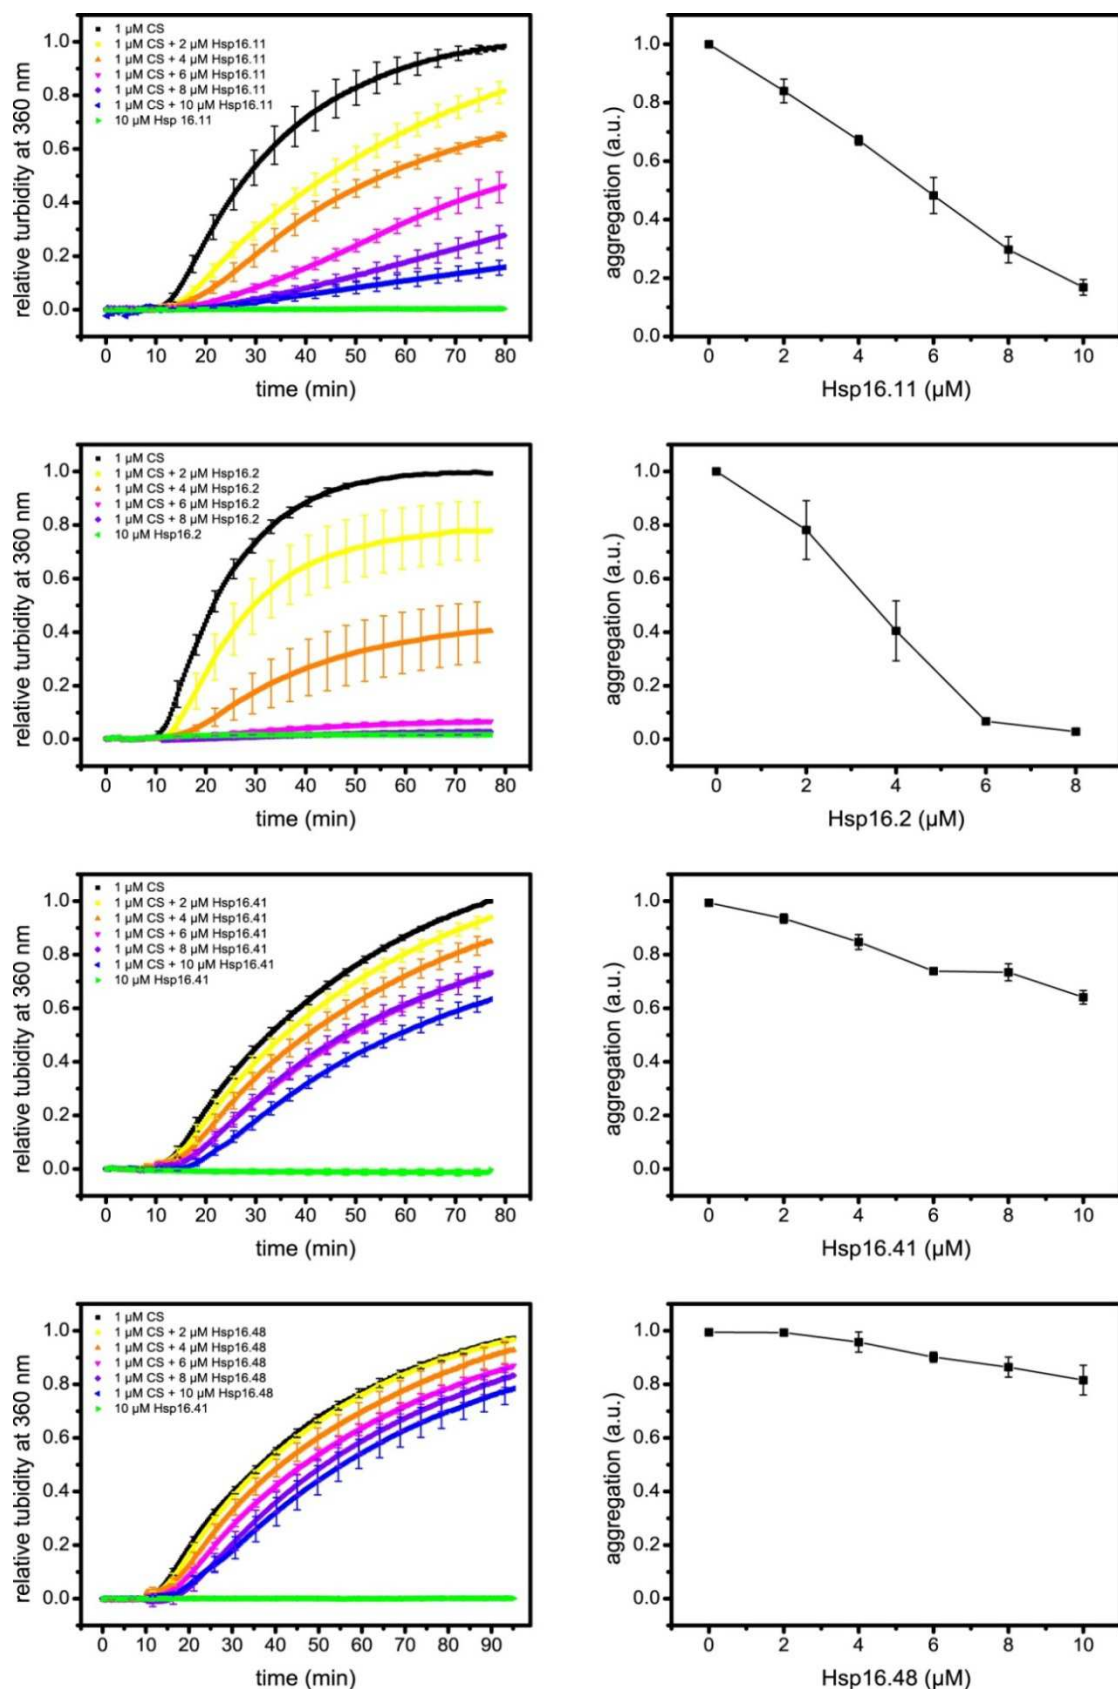 1 µM CS
1 µM CS + 2 µM Hsp16.11
1 µM CS + 4 µM Hsp16.11
1 µM CS + 6 µM Hsp16.11
1 µM CS + 8 µM Hsp16.11
1 µM CS + 10 µM Hsp16.11
10 µM Hsp 16.11
relative turbidity at 360 nm
1.0
0.8
0.6
0.4
0.2
0.0
0 10 20 30 40 50 60 70 80
time (min)
aggregation (a.u.)
1.0
0.8
0.6
0.4
0.2
0.0
0 2 4 6 8 10
Hsp16.11 (µM)
1 µM CS
1 µM CS + 2 µM Hsp16.2
1 µM CS + 4 µM Hsp16.2
1 µM CS + 6 µM Hsp16.2
1 µM CS + 8 µM Hsp16.2
10 µM Hsp16.2
relative turbidity at 360 nm
1.0
0.8
0.6
0.4
0.2
0.0
0 10 20 30 40 50 60 70 80
time (min)
aggregation (a.u.)
1.0
0.8
0.6
0.4
0.2
0.0
0 2 4 6 8
Hsp16.2 (µM)
1 µM CS
1 µM CS + 2 µM Hsp16.41
1 µM CS + 4 µM Hsp16.41
1 µM CS + 6 µM Hsp16.41
1 µM CS + 8 µM Hsp16.41
1 µM CS + 10 µM Hsp16.41
10 µM Hsp16.41
relative tubidity at 360 nm
1.0
0.8
0.6
0.4
0.2
0.0
0 10 20 30 40 50 60 70 80
time (min)
aggregation (a.u.)
1.0
0.8
0.6
0.4
0.2
0.0
0 2 4 6 8 10
Hsp16.41 (µM)
1 µM CS
1 µM CS + 2 µM Hsp16.48
1 µM CS + 4 µM Hsp16.48
1 µM CS + 6 µM Hsp16.48
1 µM CS + 8 µM Hsp16.48
1 µM CS + 10 µM Hsp16.48
10 µM Hsp16.41
relative tubidity at 360 nm
1.0
0.8
0.6
0.4
0.2
0.0
0 10 20 30 40 50 60 70 80 90
time (min)
aggregation (a.u.)
1.0
0.8
0.6
0.4
0.2
0.0
0 2 4 6 8 10
Hsp16.48 (µM)